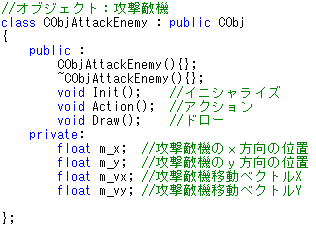 //オブジェクト：攻撃敵機
class CObjAttackEnemy : public CObj
{
    public :
        CObjAttackEnemy(){};
        ~CObjAttackEnemy(){};
        void Init();    //イニシャライズ
        void Action();  //アクション
        void Draw();    //ドロー
    private:
        float m_x;  //攻撃敵機のｘ方向の位置
        float m_y;  //攻撃敵機のｙ方向の位置
        float m_vx; //攻撃敵機移動ベクトルX
        float m_vy; //攻撃敵機移動ベクトルY
};